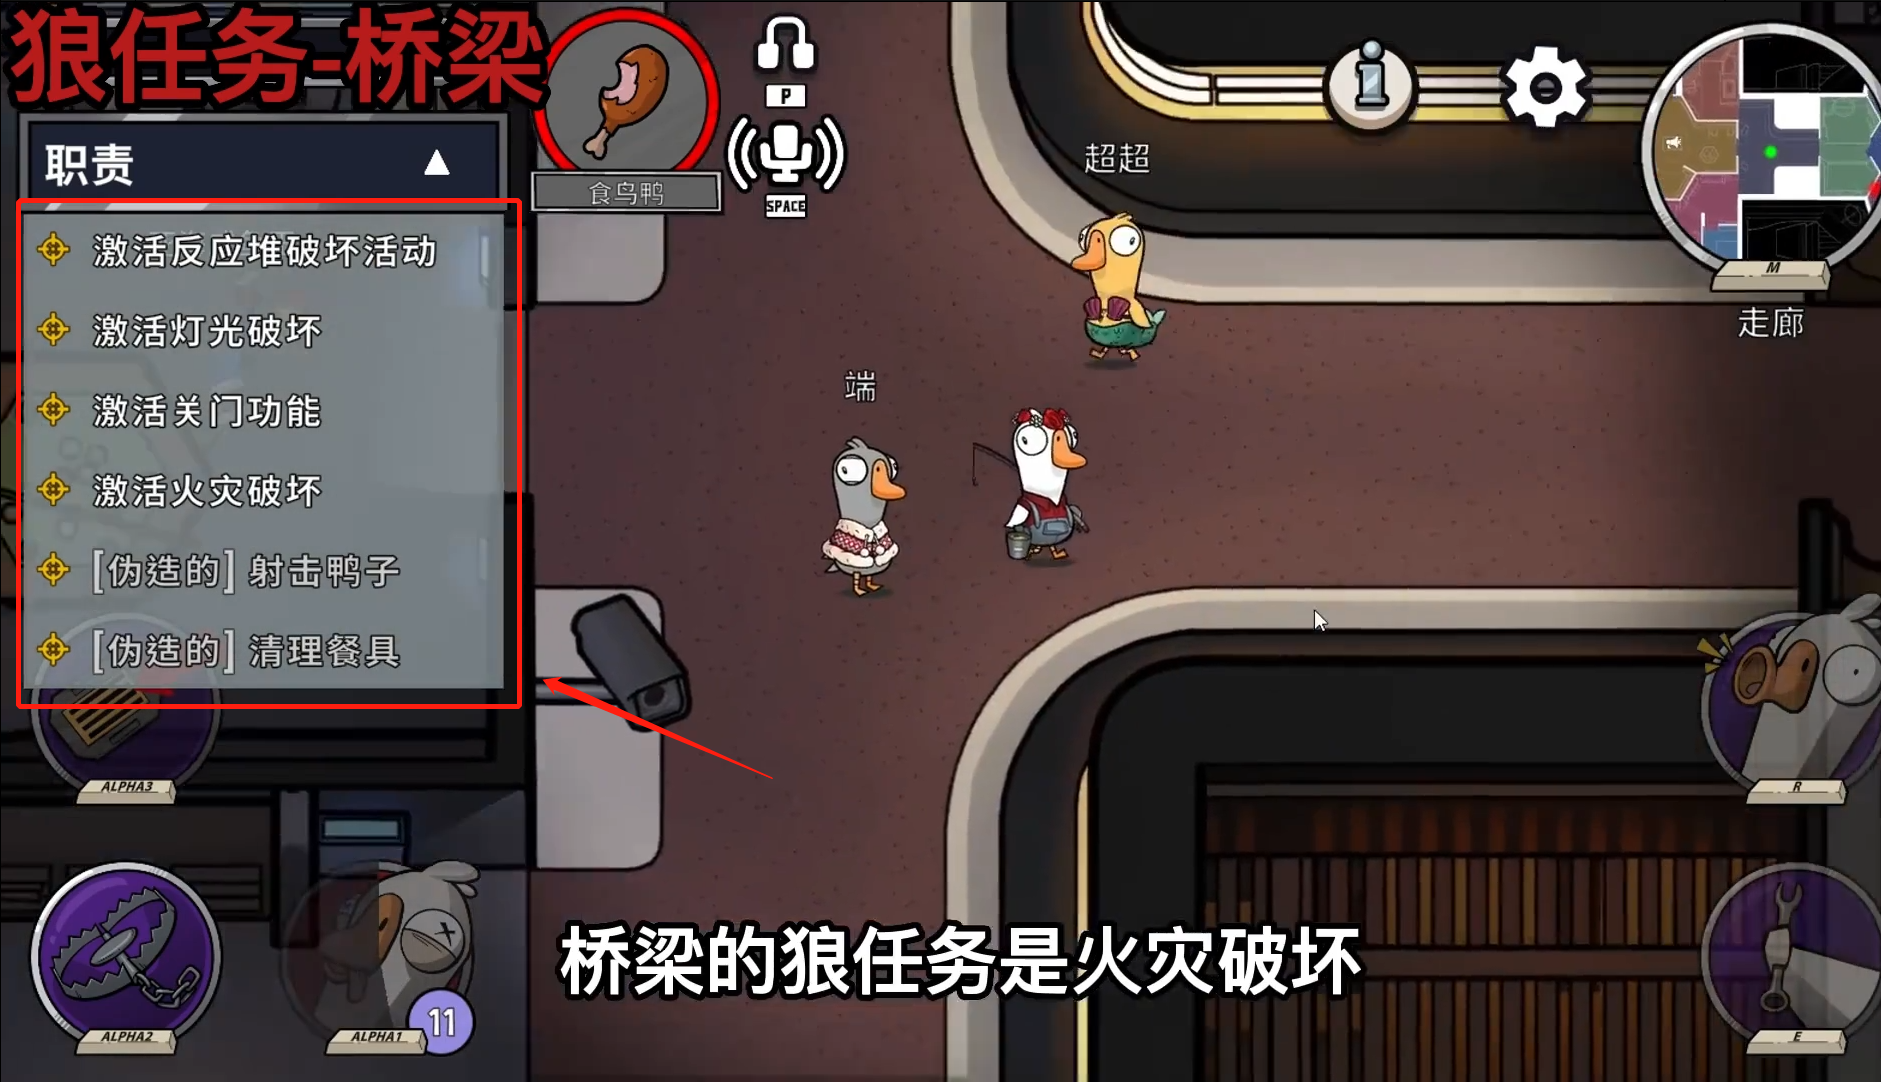 狼任务-桥梁
职责
激活反应堆破坏活动
激活灯光破坏
激活关门功能
激活火灾破坏
[伪造的] 射击鸭子
[伪造的] 清理餐具
食鸟鸭
P
SPACE
超超
端
M
走廊
ALPHA3
R
ALPHA2
ALPHA1
11
E
桥梁的狼任务是火灾破坏